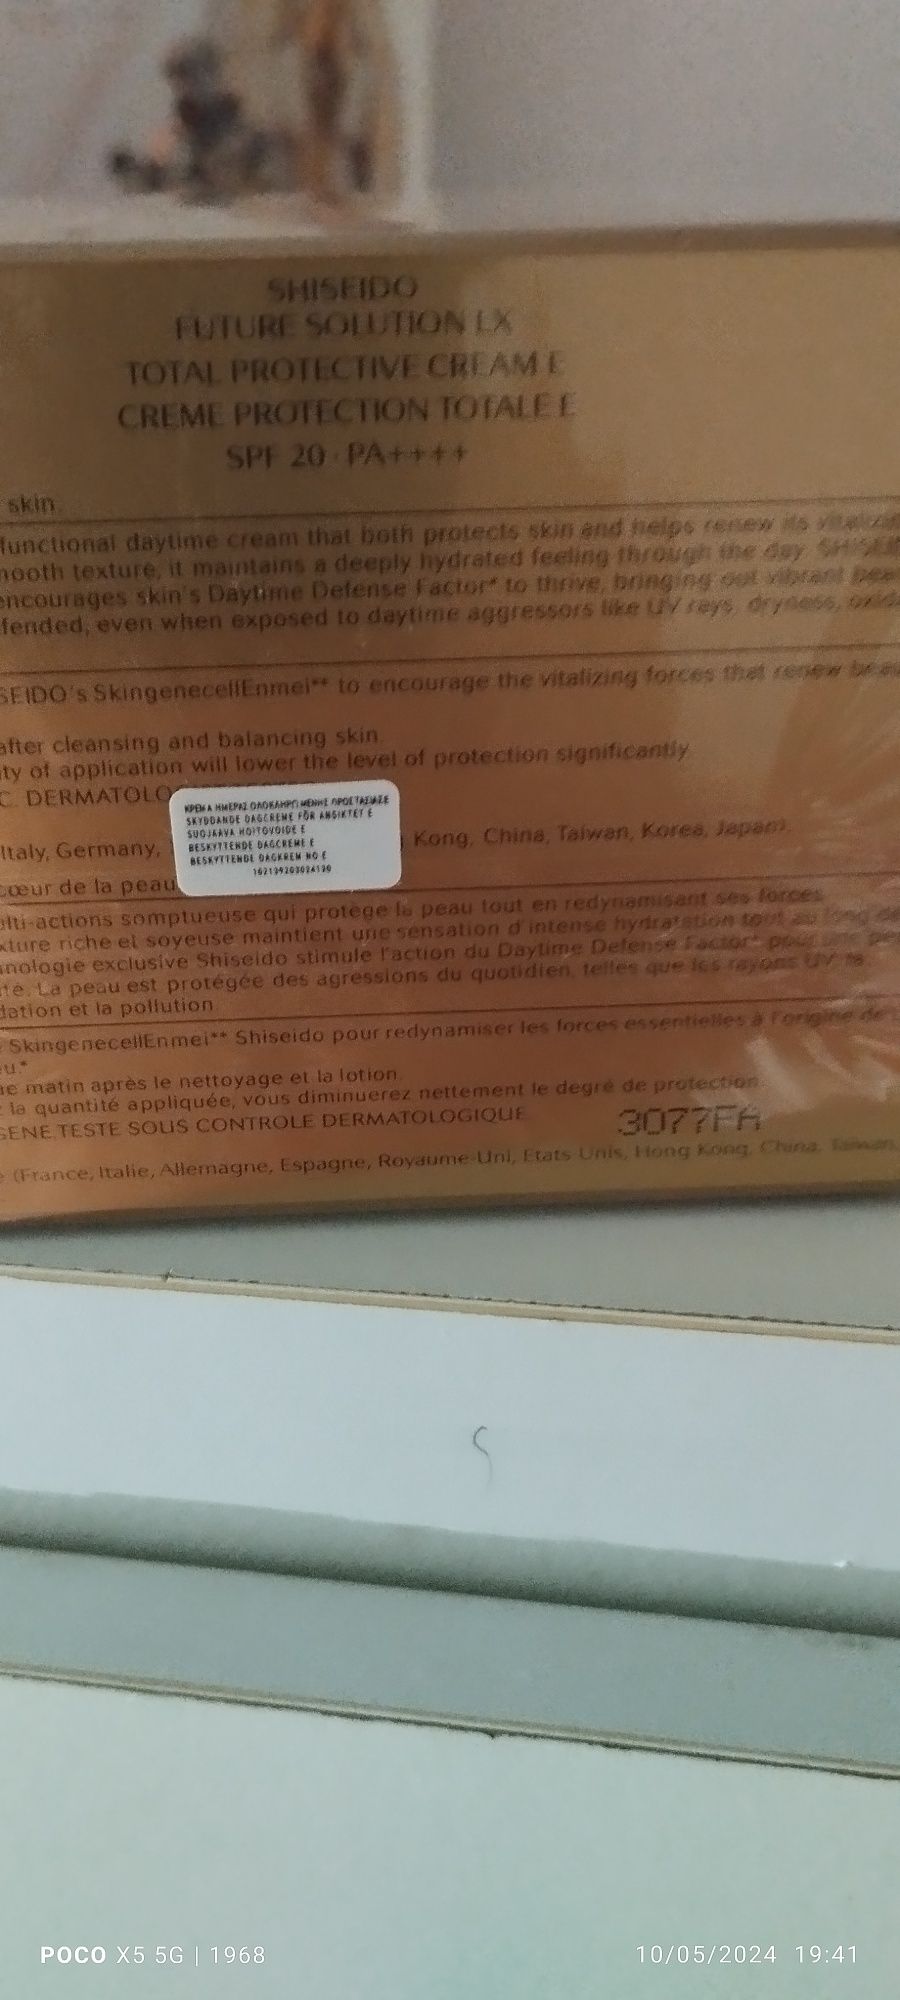 SHISEIDO
FUTURE SOLUTION LX
TOTAL PROTECTIVE CREAM E
CREME PROTECTION TOTALE E
SPF 20 · PA++++
skin.
functional daytime cream that both protects skin and helps renew its
mooth texture, it maintains a deeply hydrated feeling through the day.
encourages skin's Daytime Defense Factor* to thrive, bringing out vibrant
fended, even when exposed to daytime aggressors like UV rays, dryness,
SEIDO's SkingenecellEnmei** to encourage the vitalizing forces that renew
after cleansing and balancing skin.
ty of application will lower the level of protection significantly.
C. DERMATOLO
ΚΡΕΜΑ ΗΜΕΡΑΣ ΟΛΟΚΛΗΡΩΜΕΝΗΣ ΠΡΟΣΤΑΣΙΑΣ E
SKYDDANDE DAGCREME FÖR ANSIKTET E
SUOJAAVA HOITOVOIDE E
BESKYTTENDE DAGCREME E
BESKYTTENDE DAGKREM NO E
Italy, Germany, Kong, China, Taiwan, Korea, Japan).
cœur de la peau
ulti-actions somptueuse qui protège la peau tout en redynamisant ses forces
xture riche et soyeuse maintient une sensation d'intense hydratation tout au long de
nologie exclusive Shiseido stimule l'action du Daytime Defense Factor* pour une
té. La peau est protégée des agressions du quotidien, telles que les rayons UV, la
dation et la pollution.
SkingenecellEnmei** Shiseido pour redynamiser les forces essentielles à l'origine de
u.*
ue matin après le nettoyage et la lotion.
z la quantité appliquée, vous diminuerez nettement le degré de protection.
GENE.TESTE SOUS CONTROLE DERMATOLOGIQUE
3077FA
e (France, Italie, Allemagne, Espagne, Royaume-Uni, Etats Unis, Hong Kong, China, Taiwan,
POCO X5 5G | 1968
10/05/2024 19:41